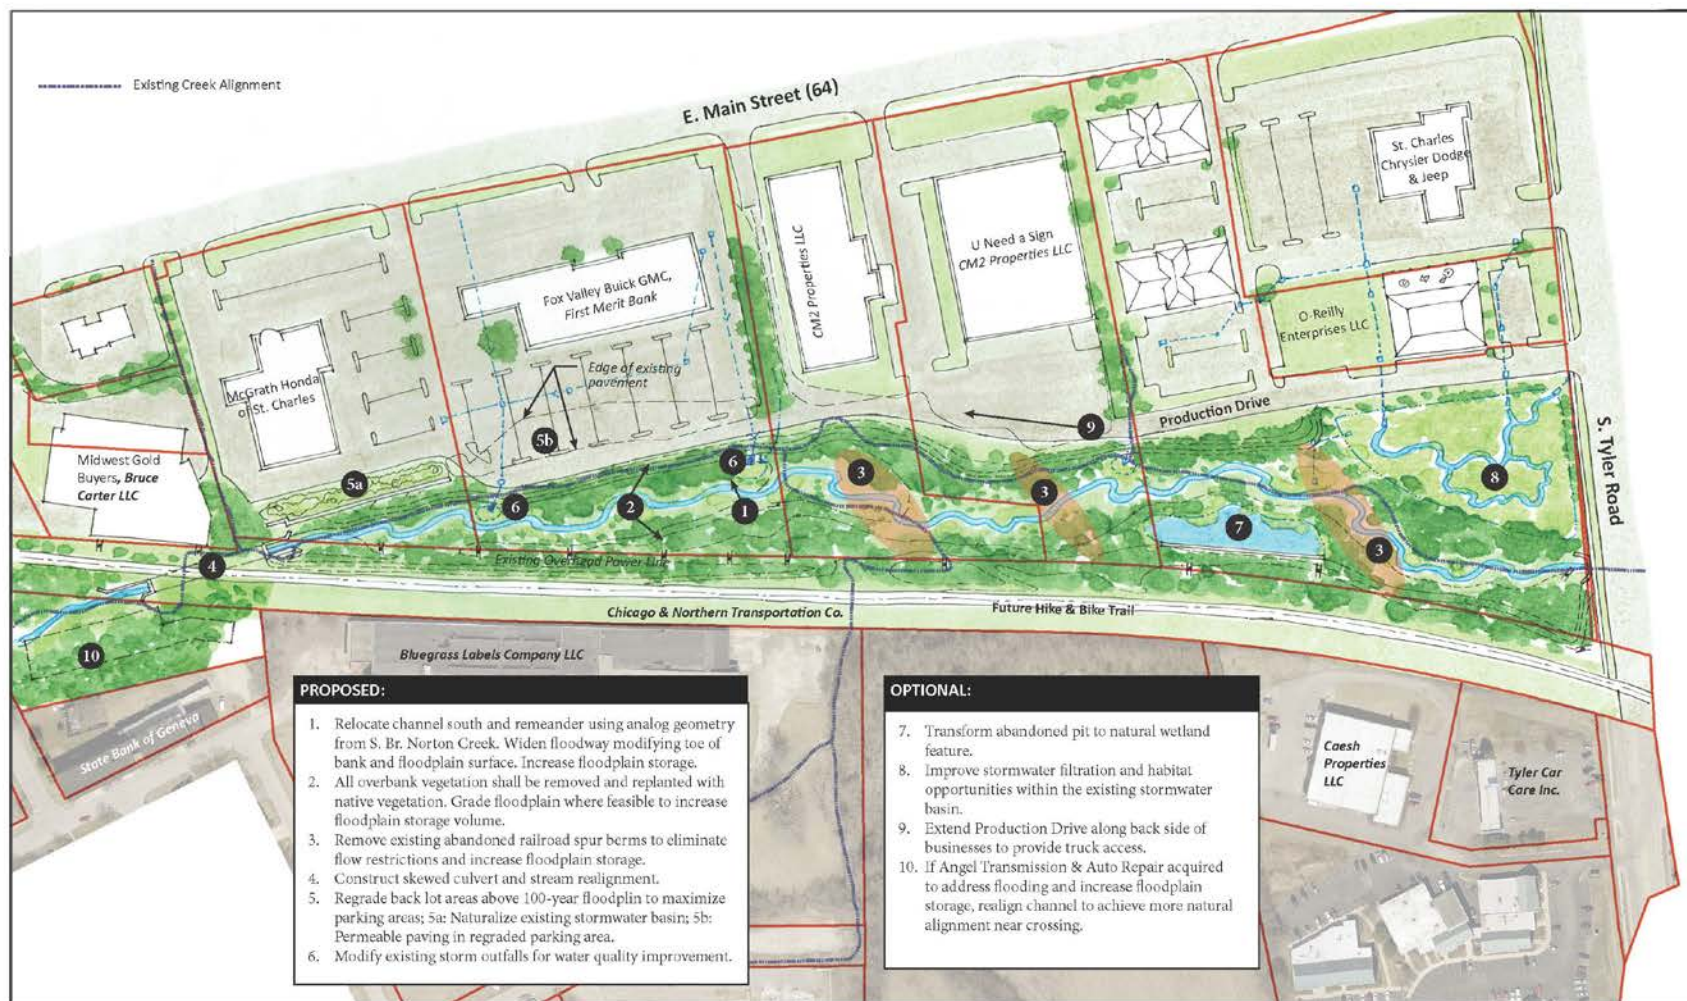 Existing Creek Alignment
E. Main Street (64)
St. Charles
Chrysler Dodge
& Jeep
CM2 Properties LLC
U Need a Sign
CM2 Properties LLC
Fox Valley Buick GMC,
First Merit Bank
O-Reilly
Enterprises LLC
McGrath Honda
of St. Charles
Edge of existing
pavement
Production Drive
S. Tyler Road
Midwest Gold
Buyers, Bruce
Carter LLC
9
5b
6
3
5a
6
2
1
3
7
3
8
4
10
Existing Overhead Power Line
Chicago & Northern Transportation Co.
Future Hike & Bike Trail
Bluegrass Labels Company LLC
State Bank of Geneva
Caesh
Properties
LLC
Tyler Car
Care Inc.
PROPOSED:
1. Relocate channel south and remeander using analog geometry
from S. Br. Norton Creek. Widen floodway modifying toe of
bank and floodplain surface. Increase floodplain storage.
2. All overbank vegetation shall be removed and replanted with
native vegetation. Grade floodplain where feasible to increase
floodplain storage volume.
3. Remove existing abandoned railroad spur berms to eliminate
flow restrictions and increase floodplain storage.
4. Construct skewed culvert and stream realignment.
5. Regrade back lot areas above 100-year floodplin to maximize
parking areas; 5a: Naturalize existing stormwater basin; 5b:
Permeable paving in regraded parking area.
6. Modify existing storm outfalls for water quality improvement.
OPTIONAL:
7. Transform abandoned pit to natural wetland
feature.
8. Improve stormwater filtration and habitat
opportunities within the existing stormwater
basin.
9. Extend Production Drive along back side of
businesses to provide truck access.
10. If Angel Transmission & Auto Repair acquired
to address flooding and increase floodplain
storage, realign channel to achieve more natural
alignment near crossing.